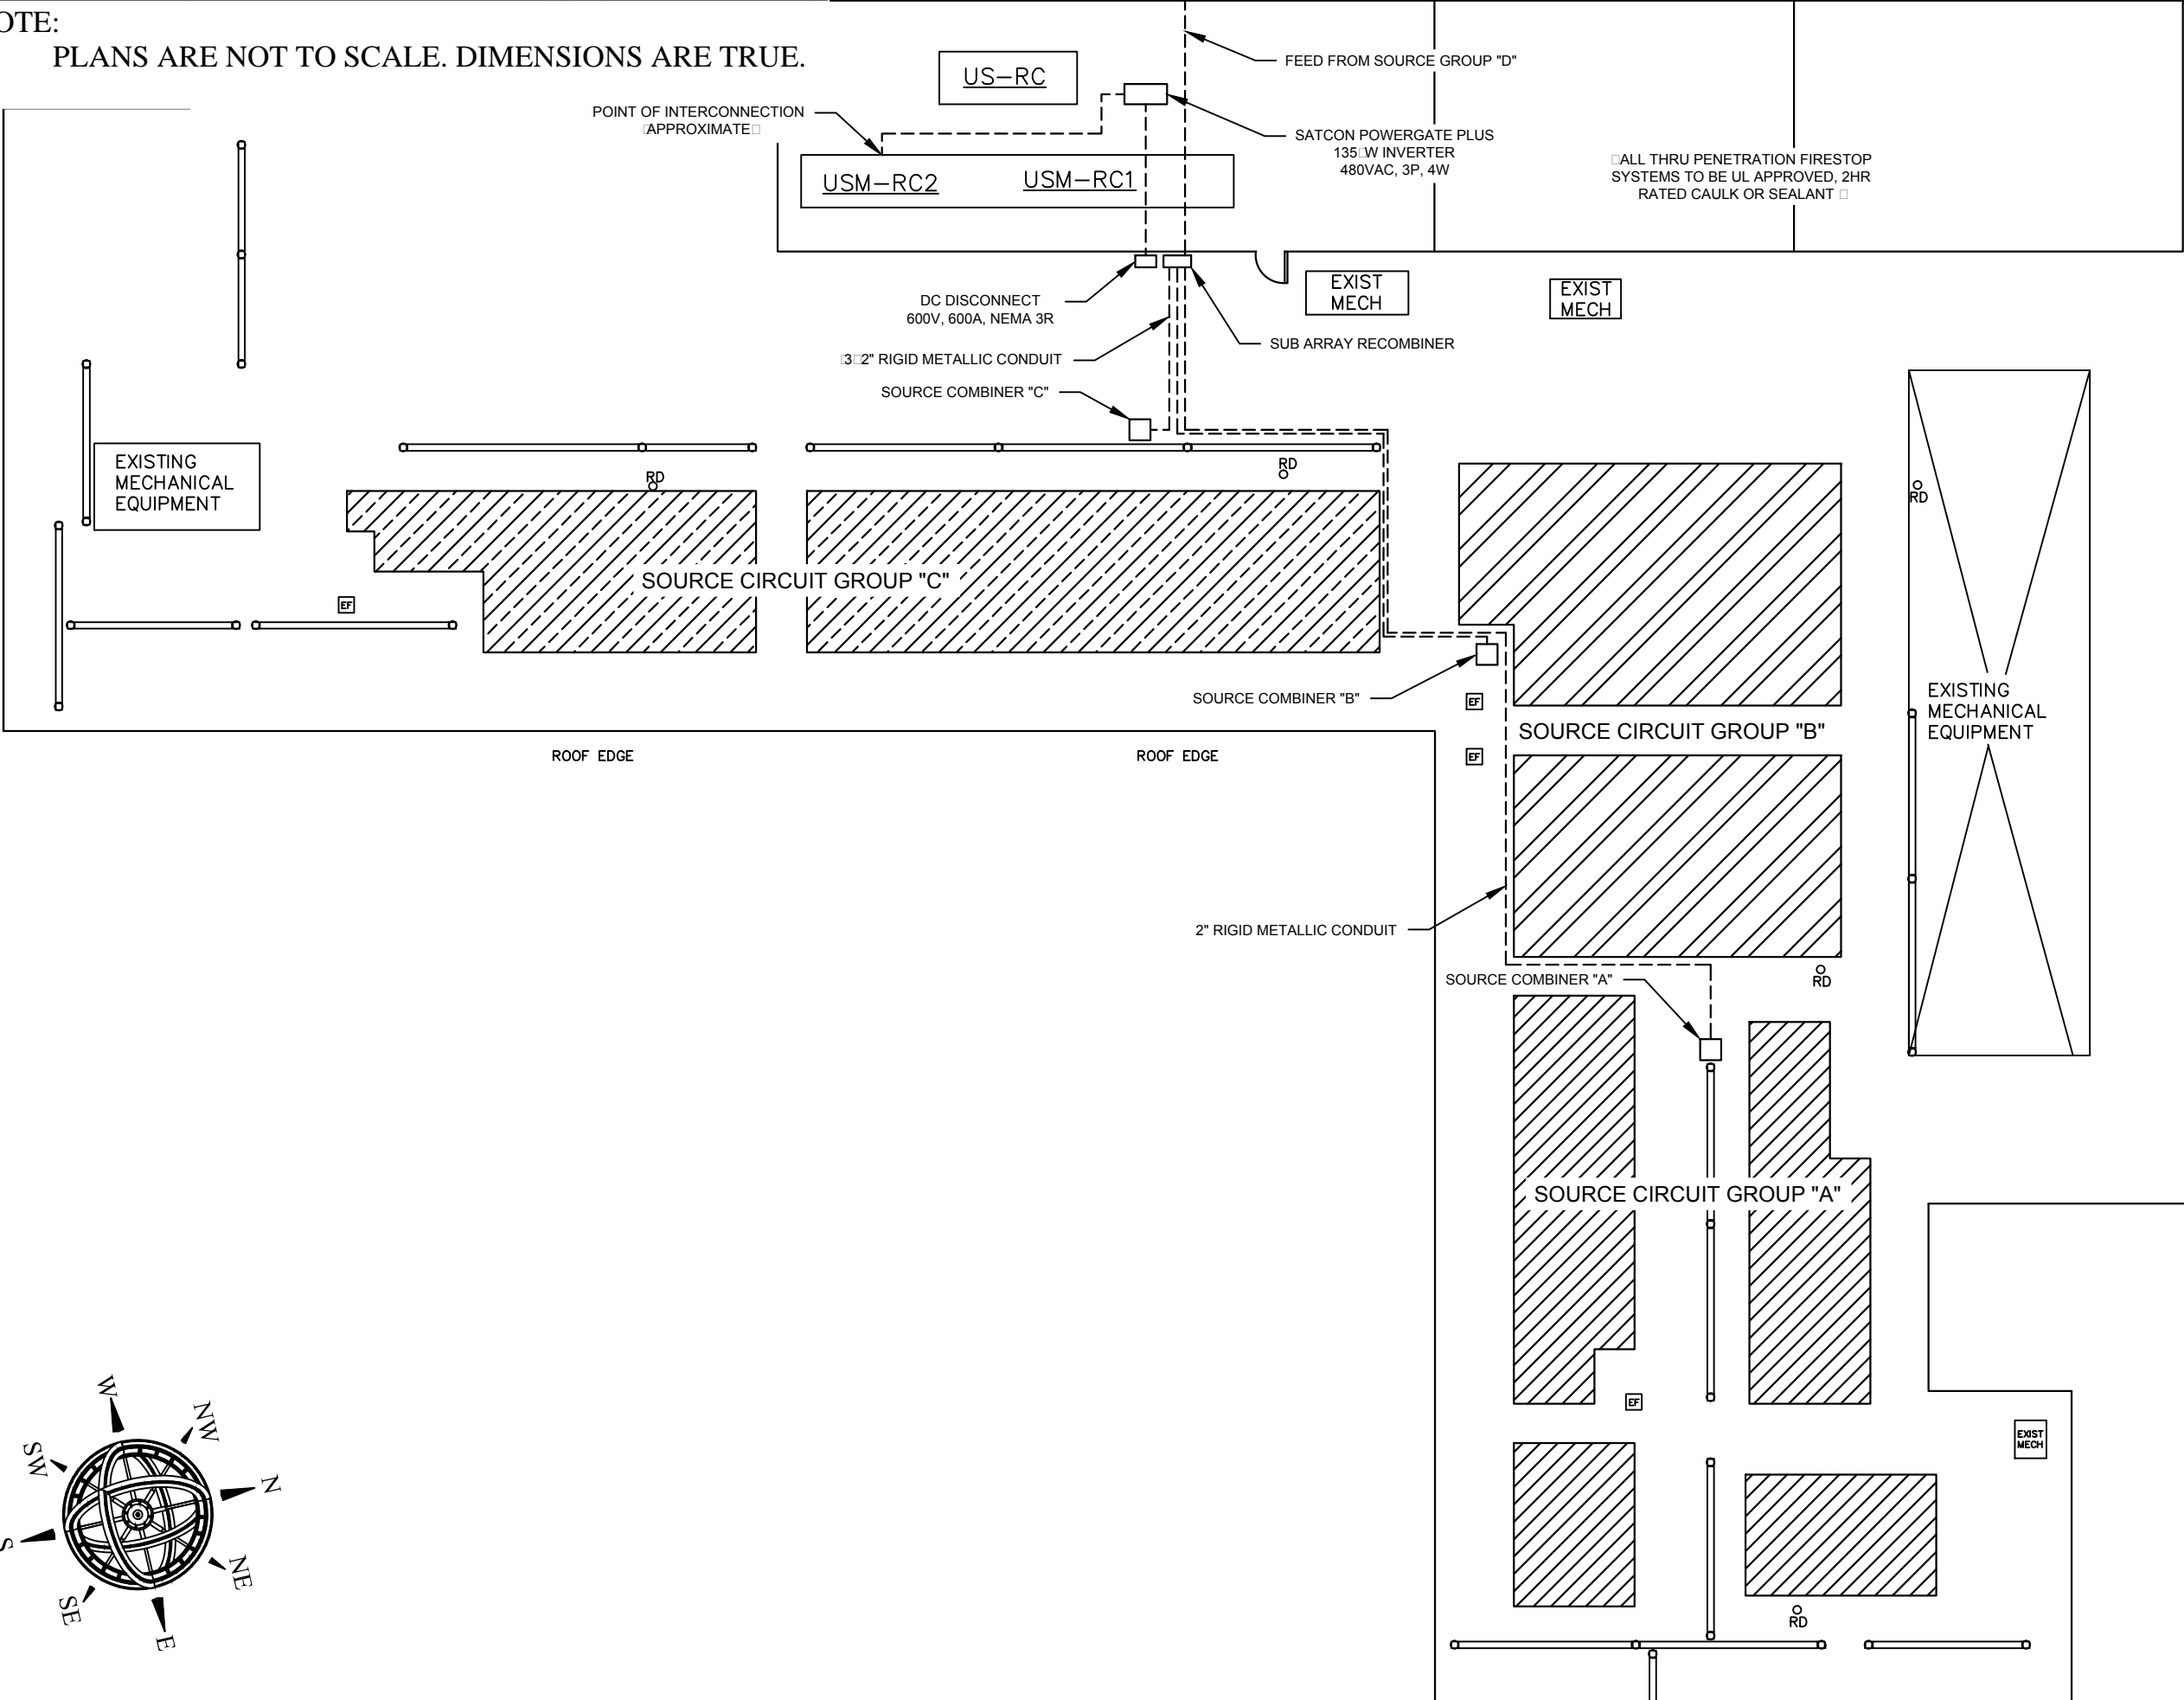 OTE:
PLANS ARE NOT TO SCALE. DIMENSIONS ARE TRUE.
US-RC
FEED FROM SOURCE GROUP "D"
POINT OF INTERCONNECTION
□APPROXIMATE□
SATCON POWERGATE PLUS
135□W INVERTER
480VAC, 3P, 4W
□ALL THRU PENETRATION FIRESTOP
SYSTEMS TO BE UL APPROVED, 2HR
RATED CAULK OR SEALANT □
USM-RC2
USM-RC1
DC DISCONNECT
600V, 600A, NEMA 3R
EXIST
MECH
EXIST
MECH
SUB ARRAY RECOMBINER
□3□2" RIGID METALLIC CONDUIT
SOURCE COMBINER "C"
EXISTING
MECHANICAL
EQUIPMENT
RD
RD
RD
SOURCE CIRCUIT GROUP "C"
EF
SOURCE COMBINER "B"
EF
EXISTING
MECHANICAL
EQUIPMENT
SOURCE CIRCUIT GROUP "B"
ROOF EDGE
ROOF EDGE
EF
2" RIGID METALLIC CONDUIT
SOURCE COMBINER "A"
RD
SOURCE CIRCUIT GROUP "A"
EF
EXIST
MECH
RD
W
NW
SW
N
S
NE
SE
E